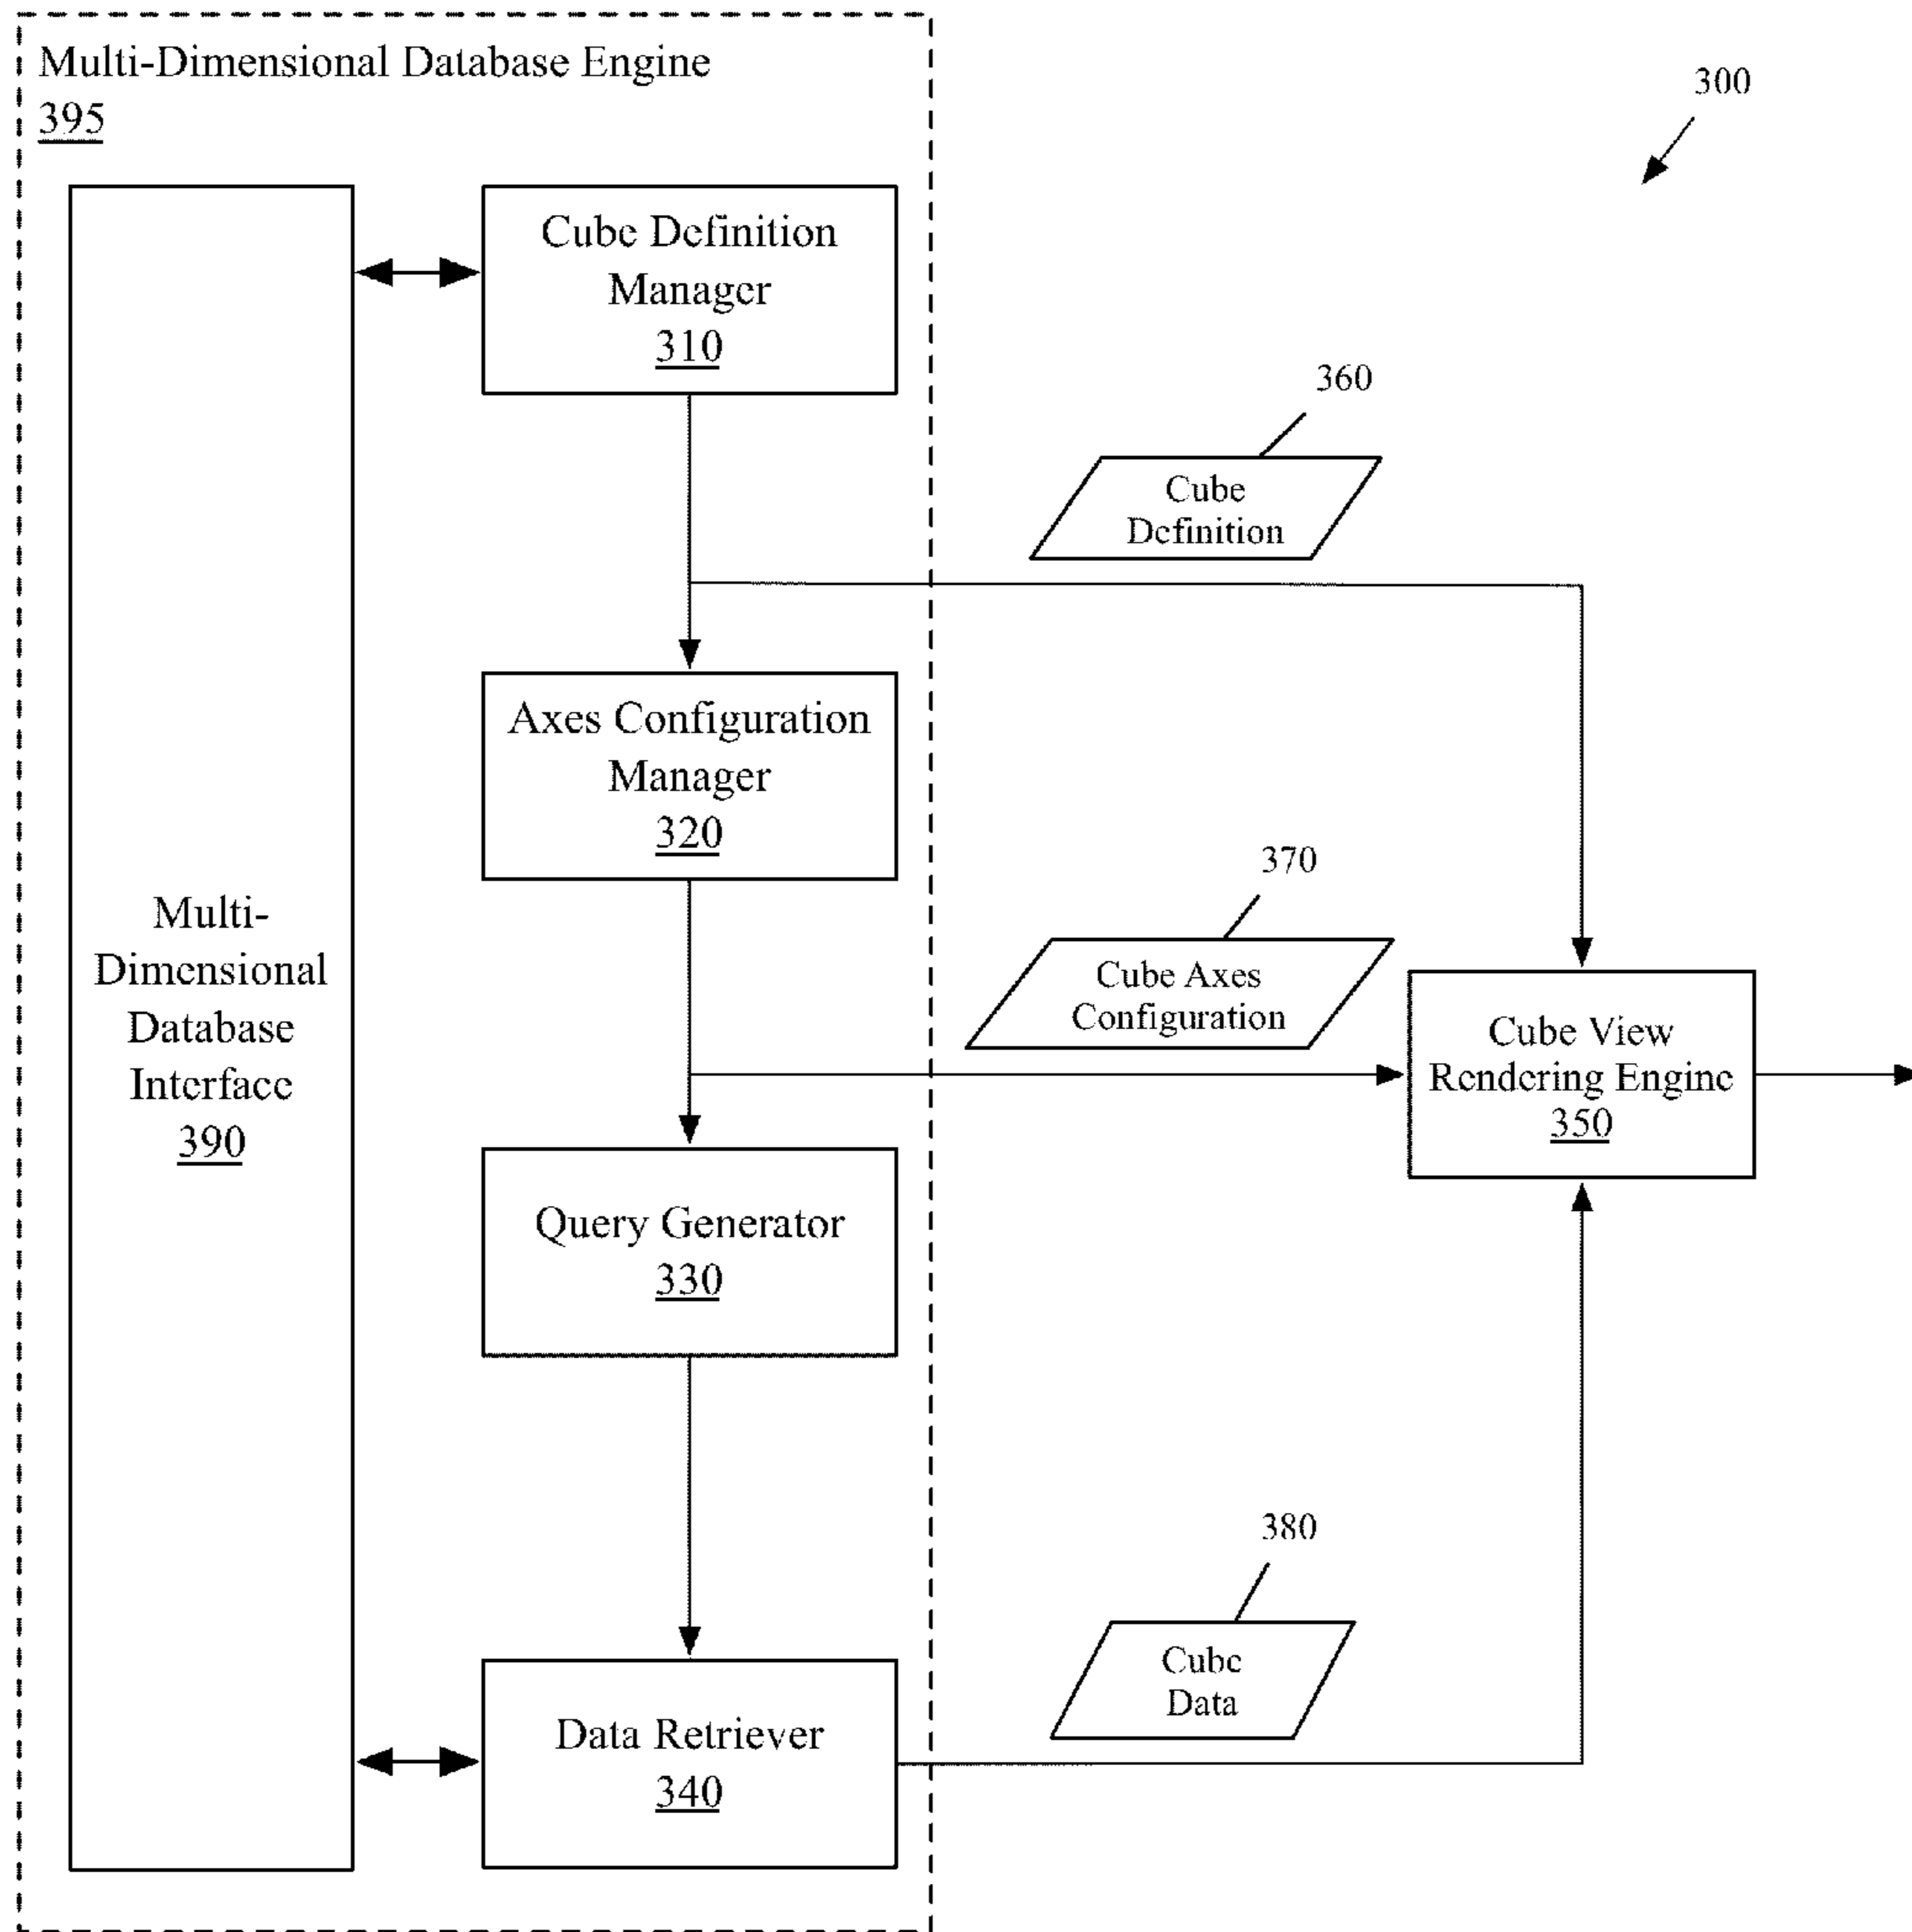 Multi-Dimensional Database Engine
395
300
Cube Definition
Manager
310
360
Cube
Definition
Axes Configuration
Manager
320
370
Cube Axes
Configuration
Multi-
Dimensional
Database
Interface
390
Cube View
Rendering Engine
350
Query Generator
330
380
Cube
Data
Data Retriever
340